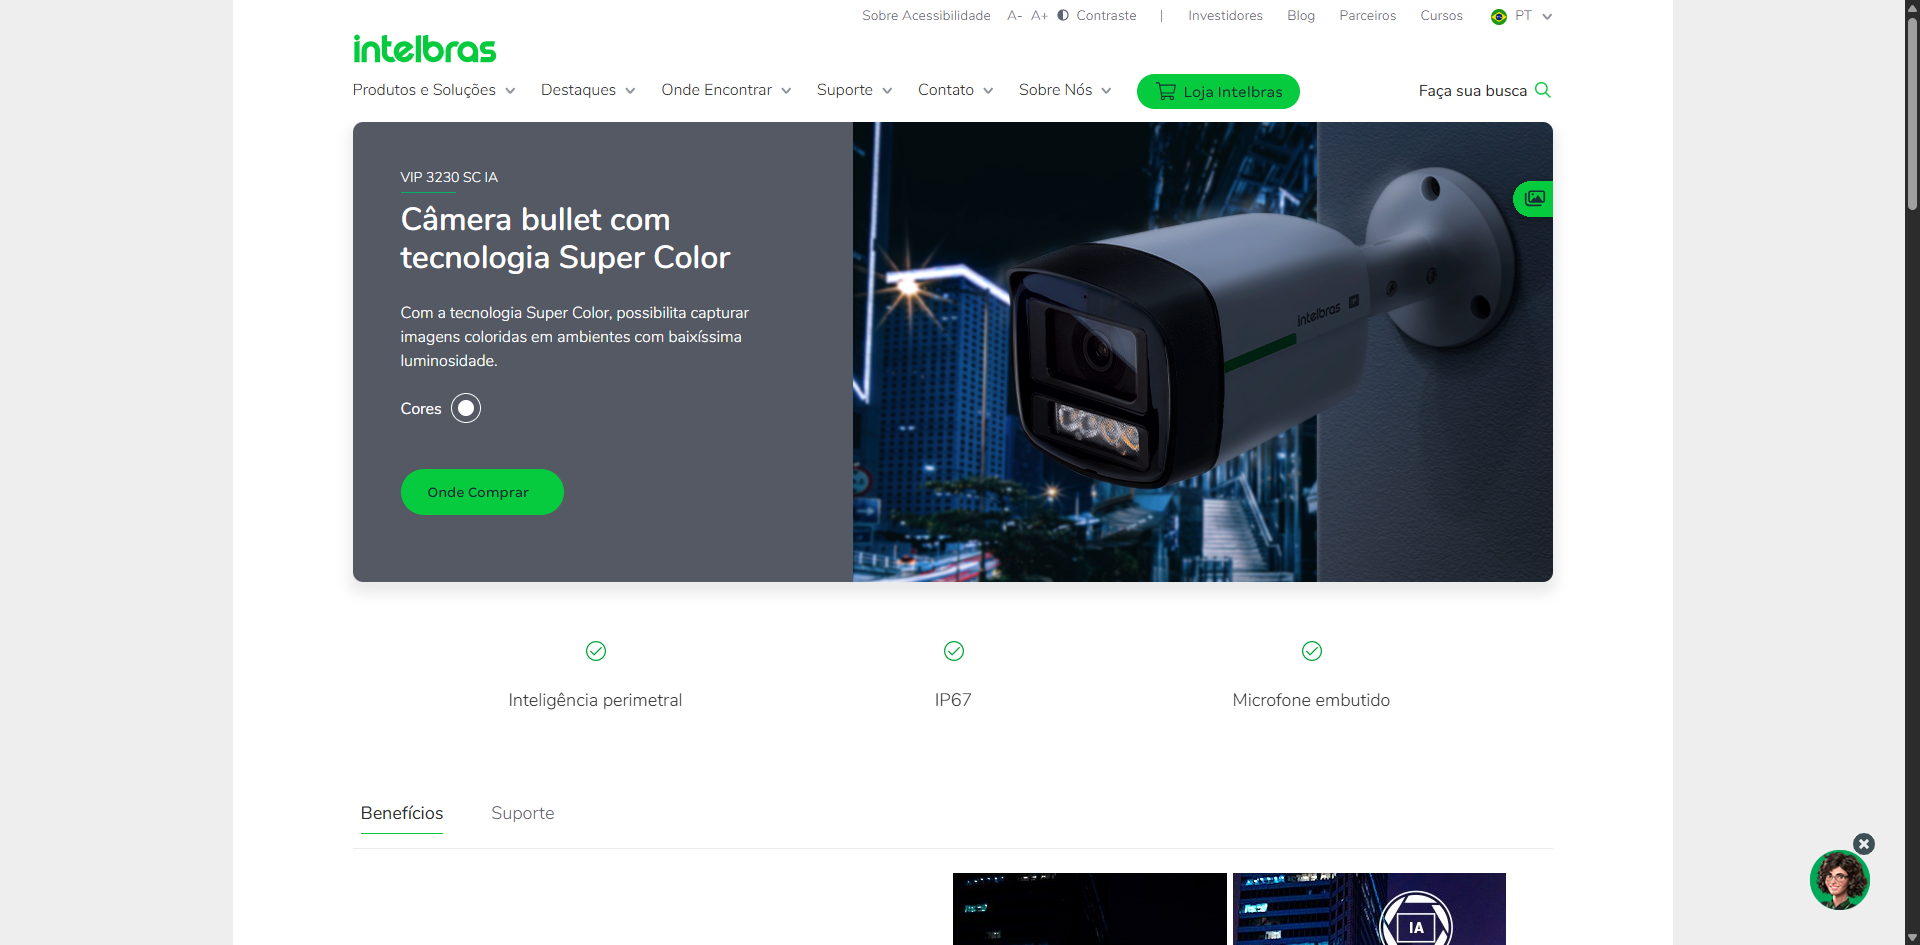 Sobre Acessibilidade A- A+ Contraste | Investidores Blog Parceiros Cursos PT
intelbras
Produtos e Soluções Destaques Onde Encontrar Suporte Contato Sobre Nós Loja Intelbras Faça sua busca
VIP 3230 SC IA
Câmera bullet com
tecnologia Super Color
Com a tecnologia Super Color, possibilita capturar
imagens coloridas em ambientes com baixíssima
luminosidade.
Cores
Onde Comprar
intelbras
Inteligência perimetral
IP67
Microfone embutido
Benefícios Suporte
IA